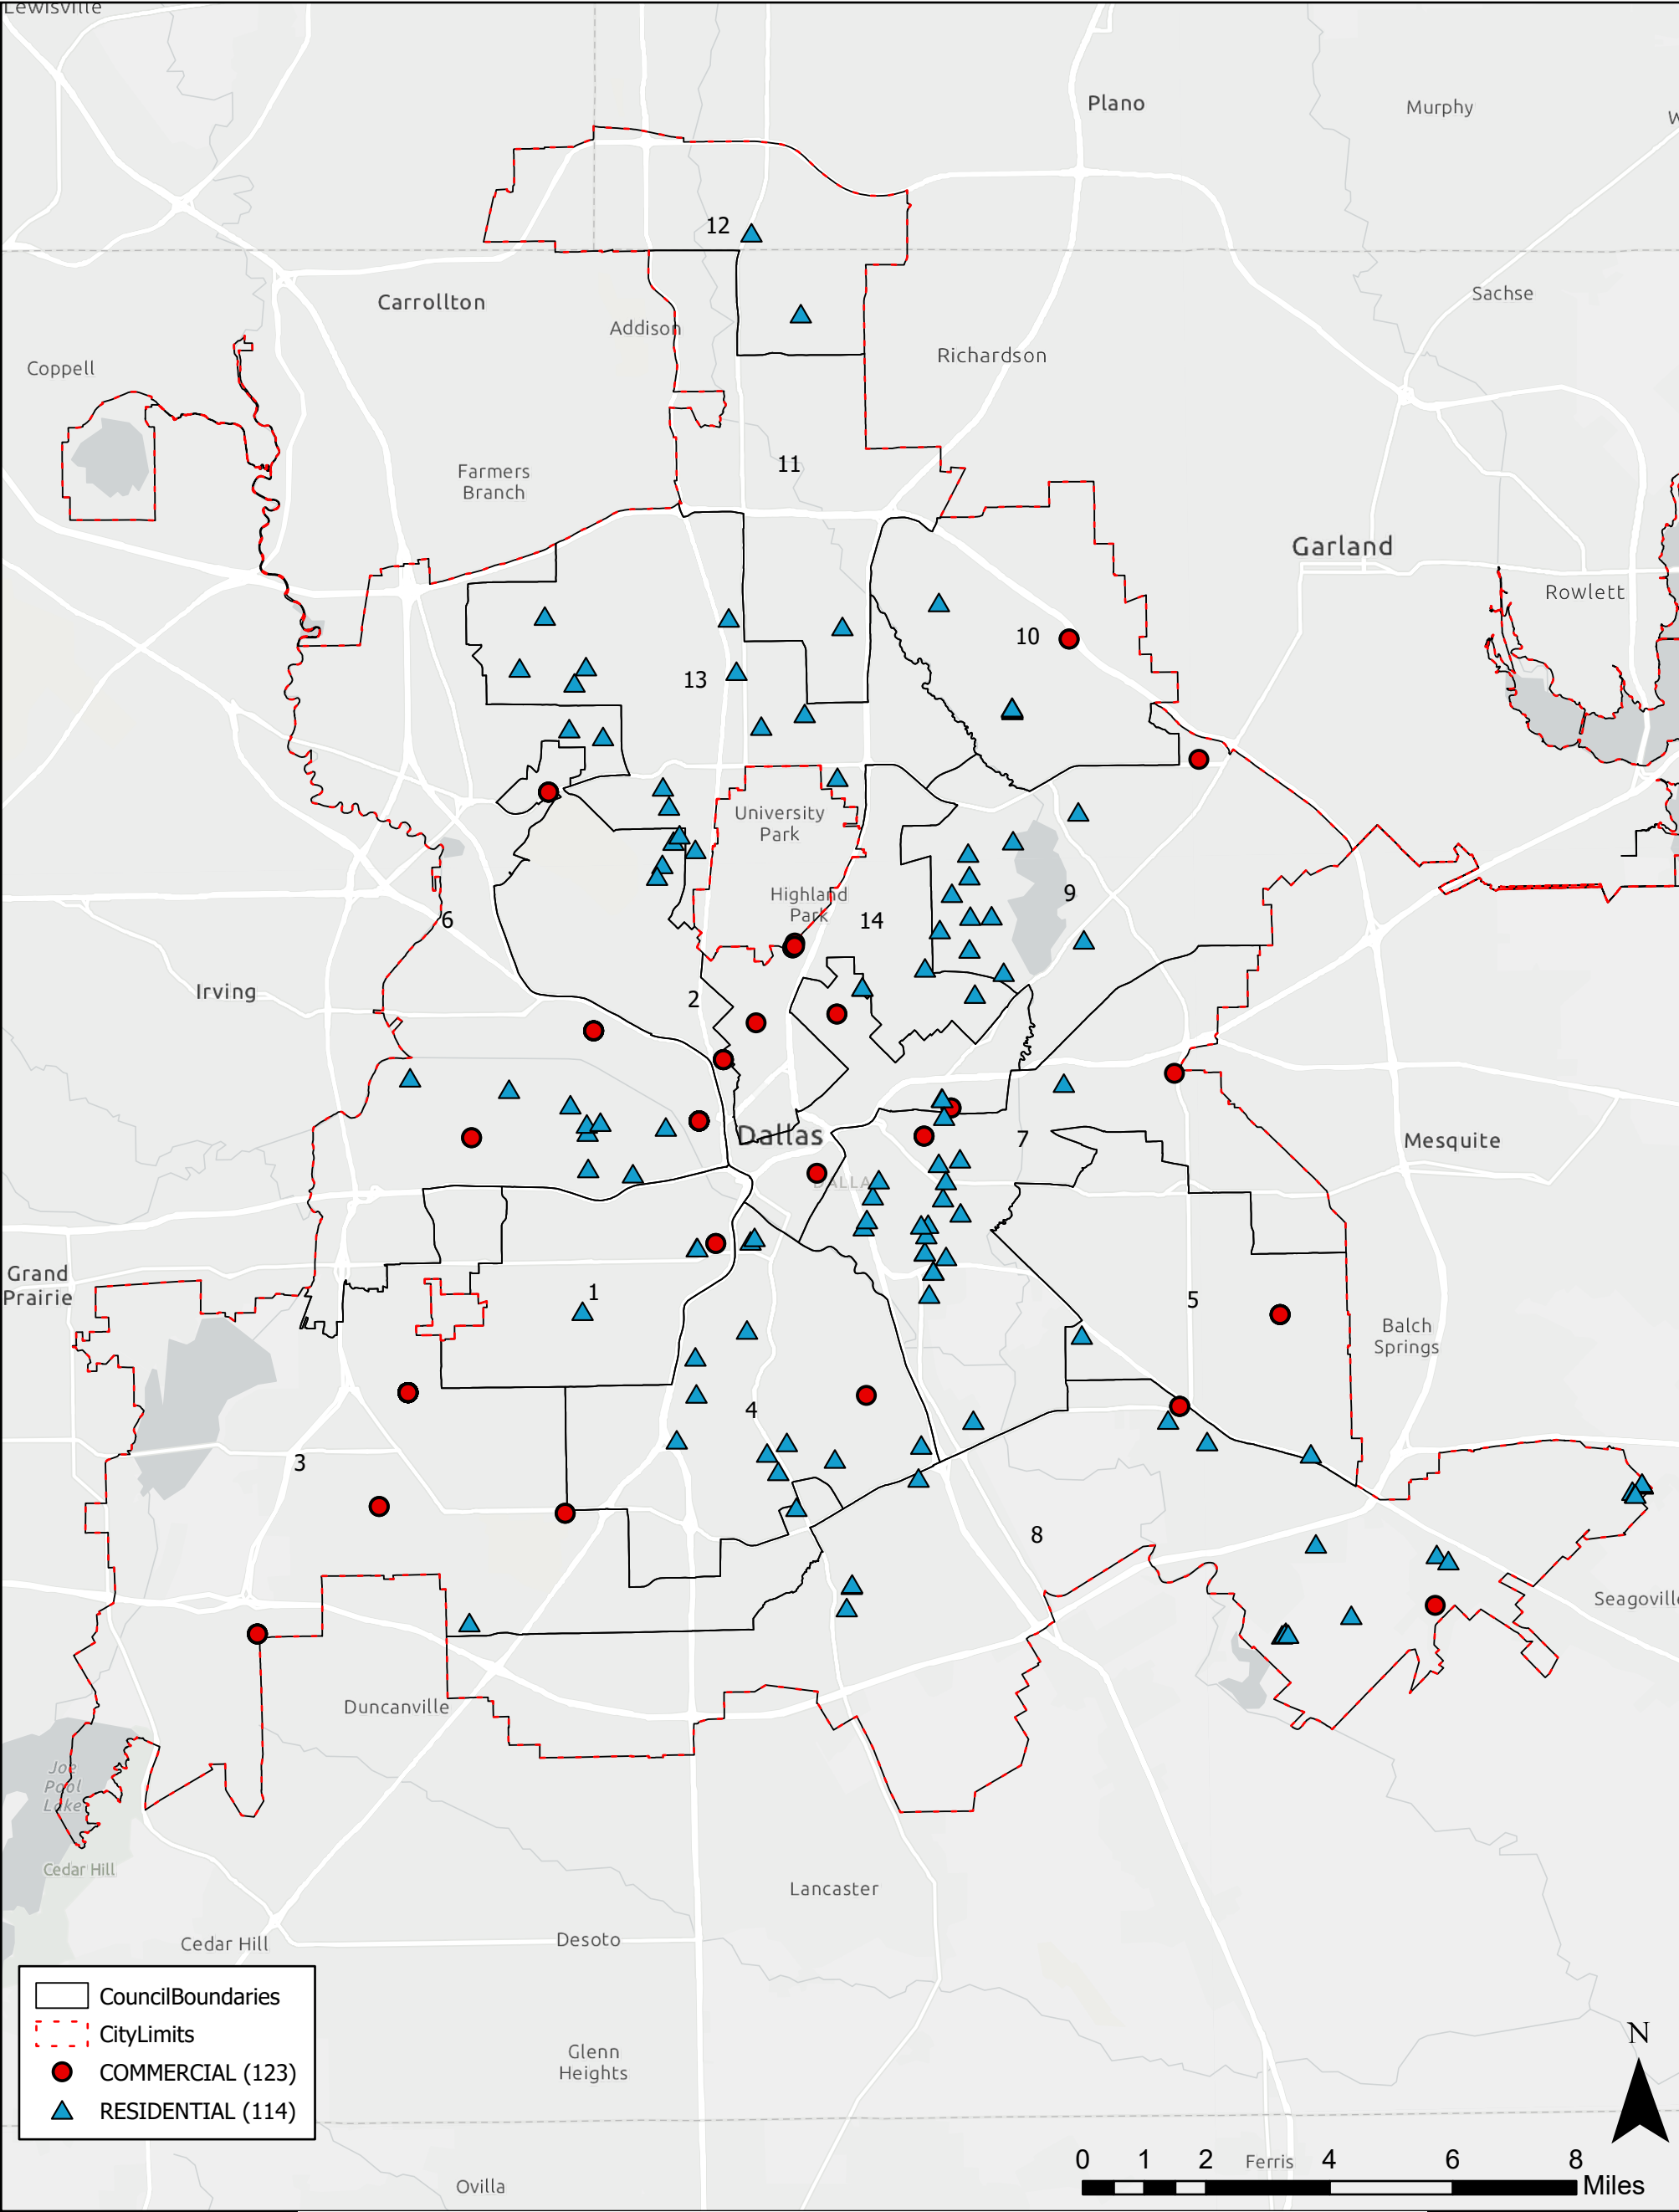 Lewisville
Plano
Murphy
12
Carrollton
Addison
Sachse
Coppell
Richardson
11
Farmers
Branch
Garland
Rowlett
10
13
University
Park
Highland
Park
9
14
6
Irving
2
Dallas
7
Mesquite
DALLA
Grand
Prairie
1
5
Balch
Springs
4
3
8
Seagoville
Duncanville
Joe
Pool
Lake
Cedar Hill
Lancaster
Cedar Hill
Desoto
CouncilBoundaries
CityLimits
COMMERCIAL (123)
RESIDENTIAL (114)
Glenn
Heights
N
0 1 2 4 6 8
Miles
Ferris
Ovilla